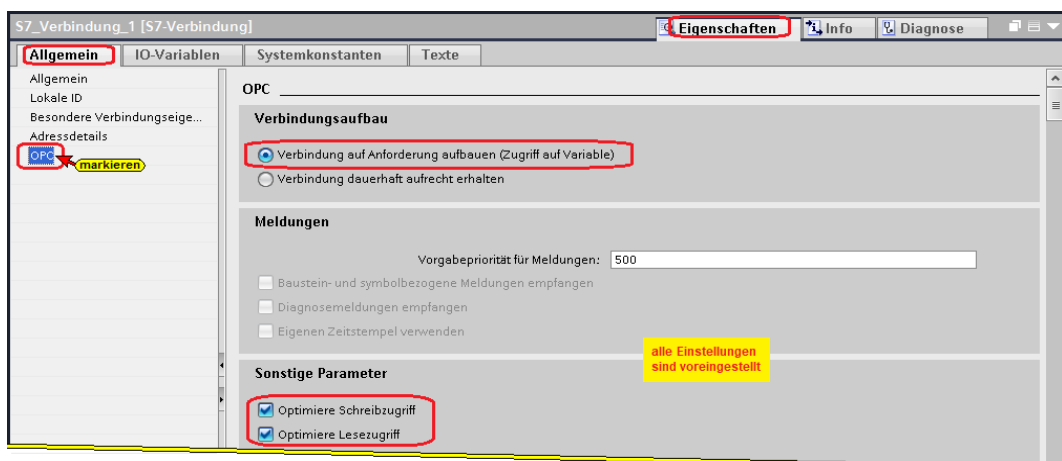 S7_Verbindung_1 [S7-Verbindung]
Eigenschaften
Info
Diagnose
Allgemein
IO-Variablen
Systemkonstanten
Texte
Allgemein
Lokale ID
Besondere Verbindungseige...
Adressdetails
OPC
markieren
OPC
Verbindungsaufbau
Verbindung auf Anforderung aufbauen (Zugriff auf Variable)
Verbindung dauerhaft aufrecht erhalten
Meldungen
Vorgabepriorität für Meldungen: 500
Baustein- und symbolbezogene Meldungen empfangen
Diagnosemeldungen empfangen
Eigenen Zeitstempel verwenden
alle Einstellungen
sind voreingestellt
Sonstige Parameter
Optimiere Schreibzugriff
Optimiere Lesezugriff